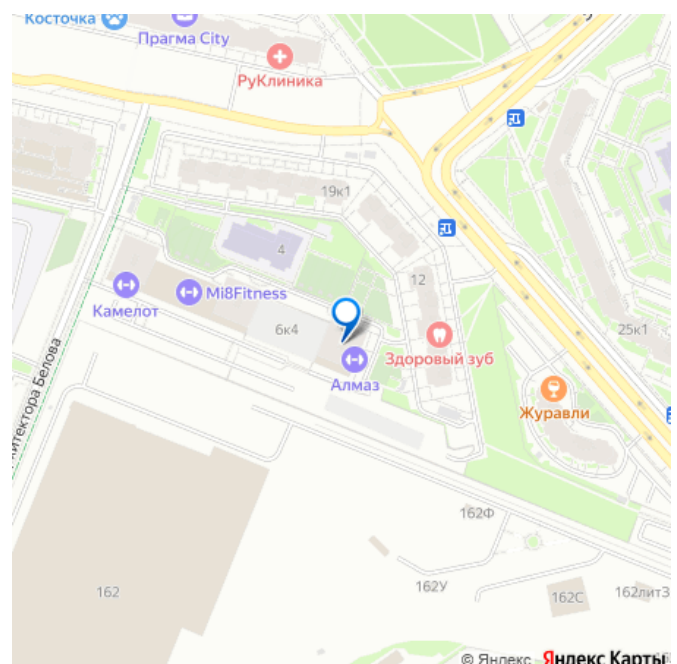 Косточка
Прагма City
РуКлиника
19к1
4
12
Mi8Fitness
Камелот
6к4
Здоровый зуб
25к1
Алмаз
Журавли
162Ф
162
162У
162С
162лит3
© Яндекс Яндекс Карты